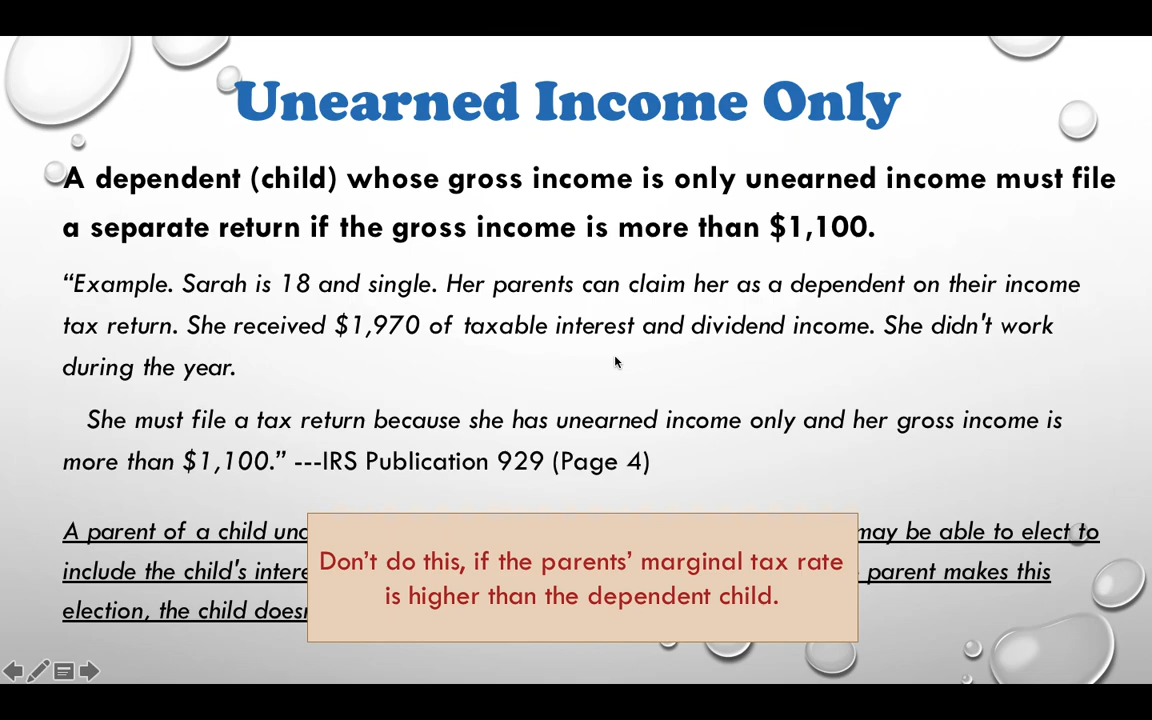 Unearned Income Only
A dependent (child) whose gross income is only unearned income must file
a separate return if the gross income is more than $1,100.
“Example. Sarah is 18 and single. Her parents can claim her as a dependent on their income
tax return. She received $1,970 of taxable interest and dividend income. She didn't work
during the year.
She must file a tax return because she has unearned income only and her gross income is
more than $1,100.” ---IRS Publication 929 (Page 4)
A parent of a child may be able to elect to
include the child's parent makes this
election, the child
Don’t do this, if the parents’ marginal tax rate
is higher than the dependent child.